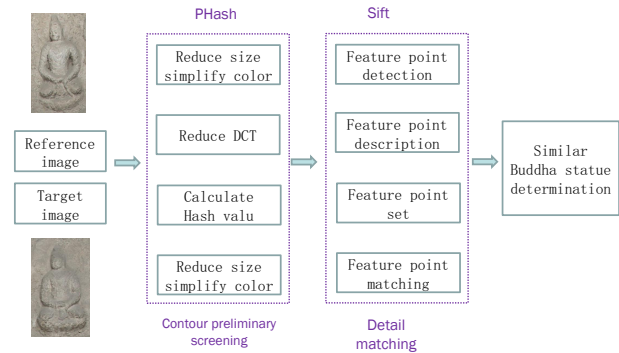 PHash
Sift
Reduce size
simplify color
Feature point
detection
Reference
image
Reduce DCT
Feature point
description
Similar
Buddha statue
determination
Target
image
Calculate
Hash valu
Feature point
set
Reduce size
simplify color
Feature point
matching
Contour preliminary
screening
Detail
matching